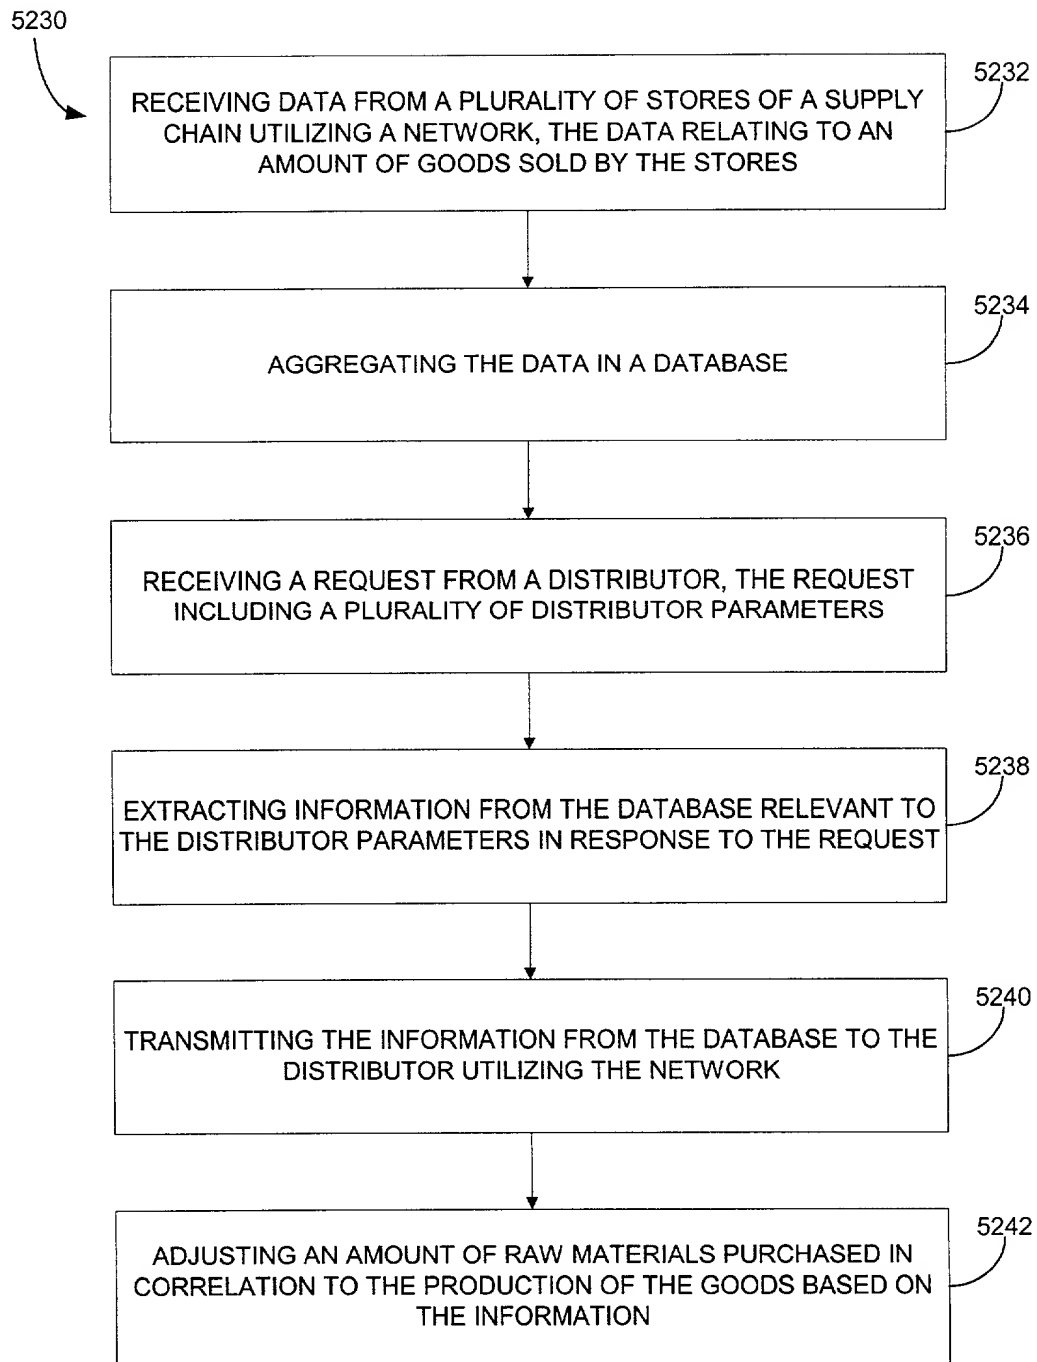 5230
5232
RECEIVING DATA FROM A PLURALITY OF STORES OF A SUPPLY
CHAIN UTILIZING A NETWORK, THE DATA RELATING TO AN
AMOUNT OF GOODS SOLD BY THE STORES
5234
AGGREGATING THE DATA IN A DATABASE
5236
RECEIVING A REQUEST FROM A DISTRIBUTOR, THE REQUEST
INCLUDING A PLURALITY OF DISTRIBUTOR PARAMETERS
5238
EXTRACTING INFORMATION FROM THE DATABASE RELEVANT TO
THE DISTRIBUTOR PARAMETERS IN RESPONSE TO THE REQUEST
5240
TRANSMITTING THE INFORMATION FROM THE DATABASE TO THE
DISTRIBUTOR UTILIZING THE NETWORK
5242
ADJUSTING AN AMOUNT OF RAW MATERIALS PURCHASED IN
CORRELATION TO THE PRODUCTION OF THE GOODS BASED ON
THE INFORMATION